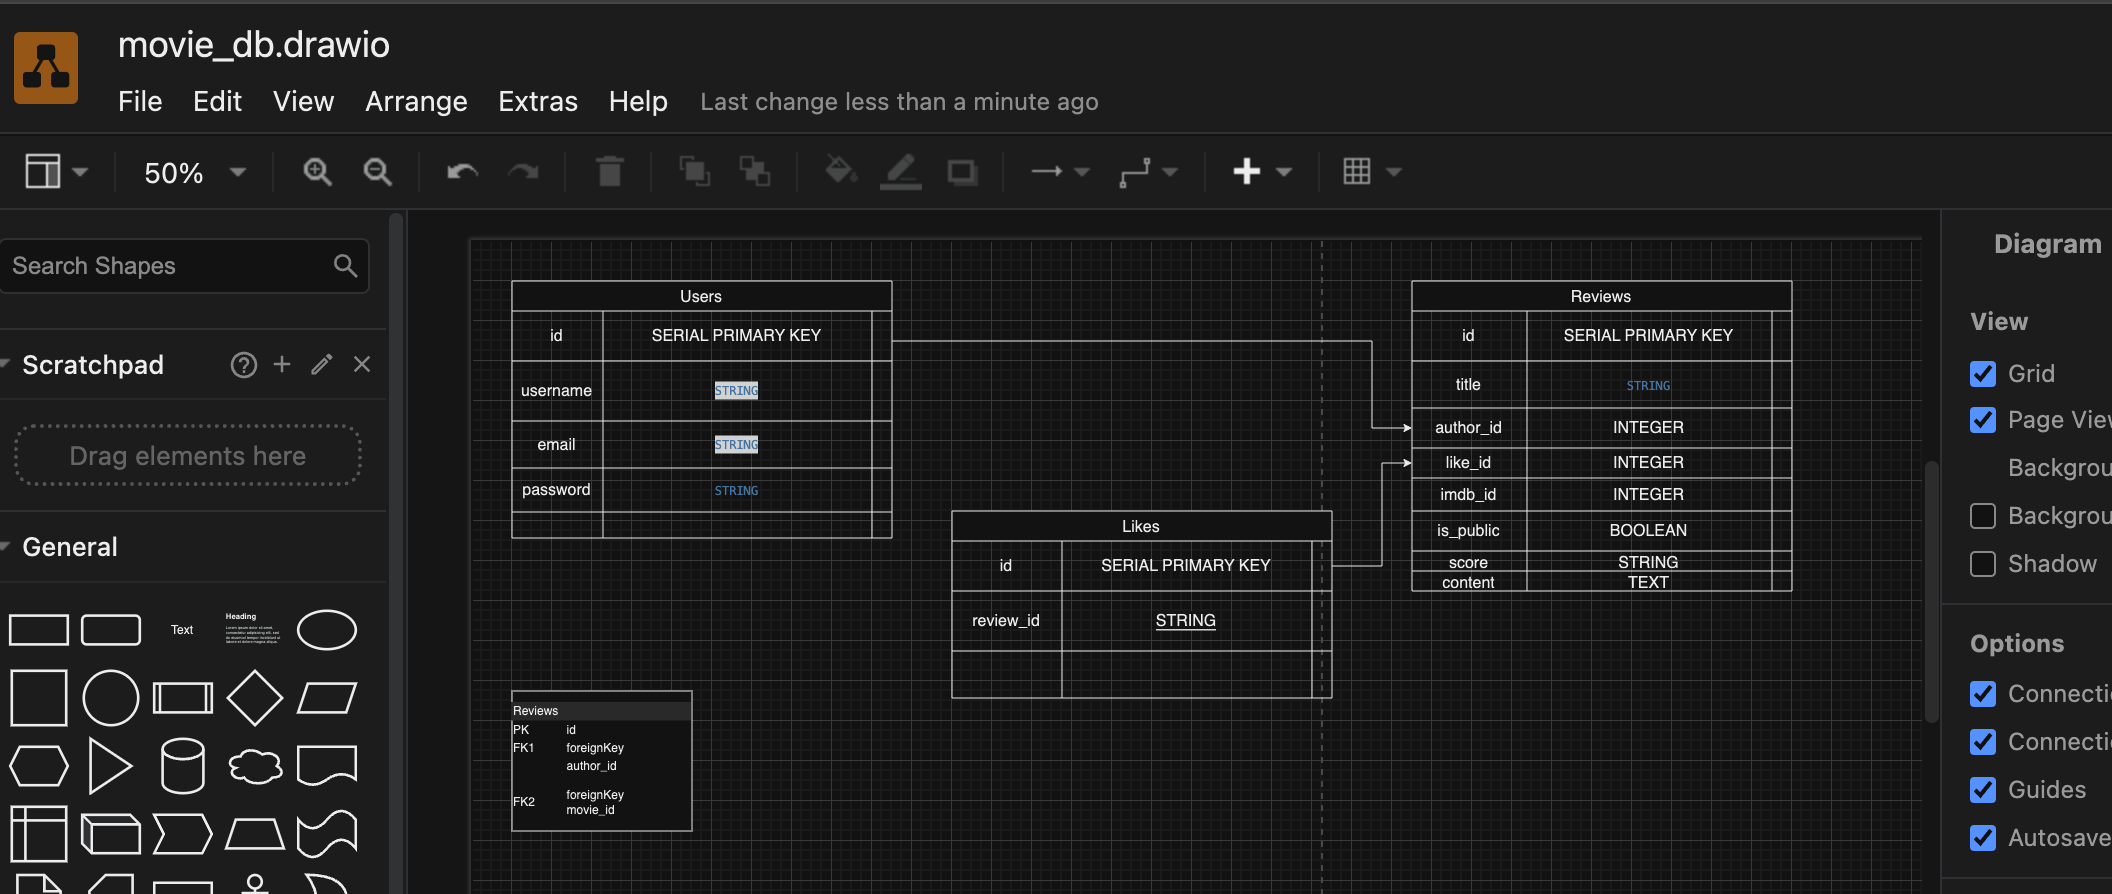 movie_db.drawio
File Edit View Arrange Extras Help Last change less than a minute ago
50%
Search Shapes
Scratchpad
Drag elements here
General
Text
Heading
Users
id SERIAL PRIMARY KEY
username STRING
email STRING
password STRING
Likes
id SERIAL PRIMARY KEY
review_id STRING
Reviews
id SERIAL PRIMARY KEY
title STRING
author_id INTEGER
like_id INTEGER
imdb_id INTEGER
is_public BOOLEAN
score STRING
content TEXT
Reviews
PK id
FK1 foreignKey
author_id
FK2 foreignKey
movie_id
Diagram
View
Grid
Page View
Backgrou
Backgrou
Shadow
Options
Connecti
Connecti
Guides
Autosave